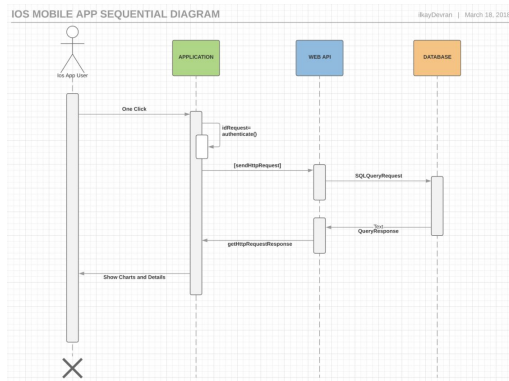 IOS MOBILE APP SEQUENTIAL DIAGRAM
ilkayDevran | March 18, 2018
Ios App User
APPLICATION
WEB API
DATABASE
One Click
idRequest=
authenticate()
[sendHttpRequest]
SQLQueryRequest
Text
QueryResponse
getHttpRequestResponse
Show Charts and Details